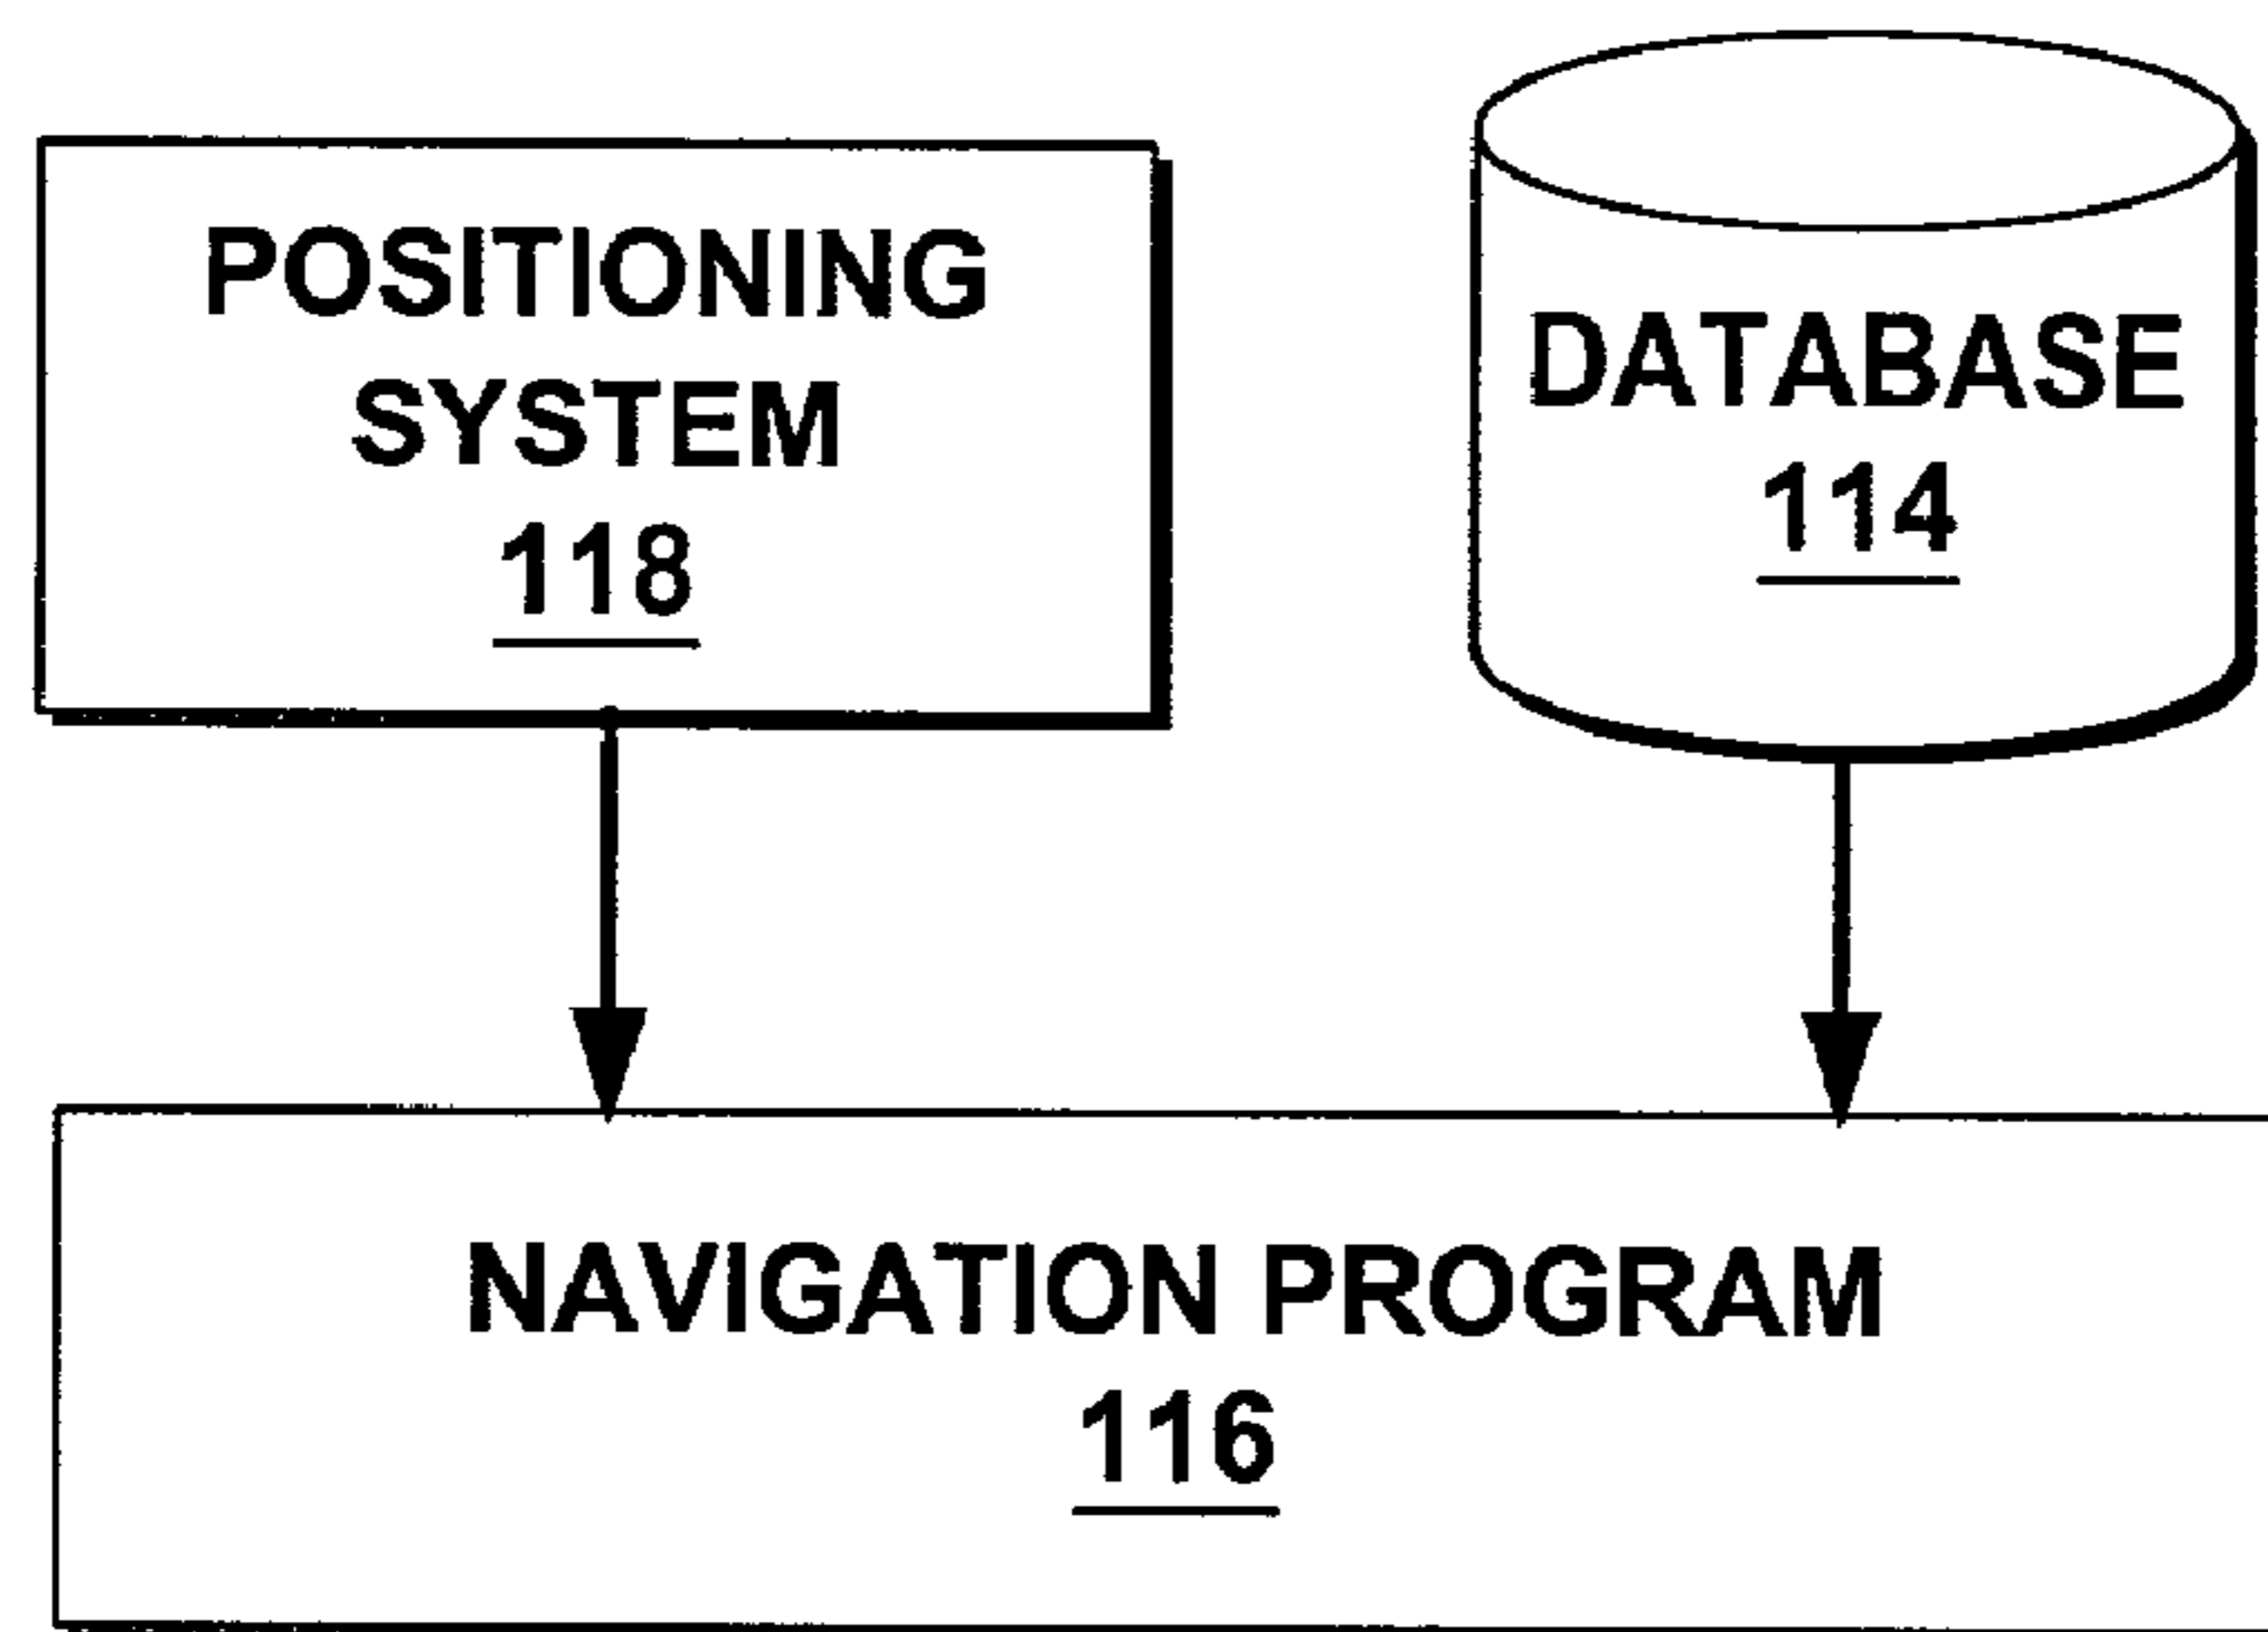 POSITIONING
SYSTEM
118
DATABASE
114
NAVIGATION PROGRAM
116